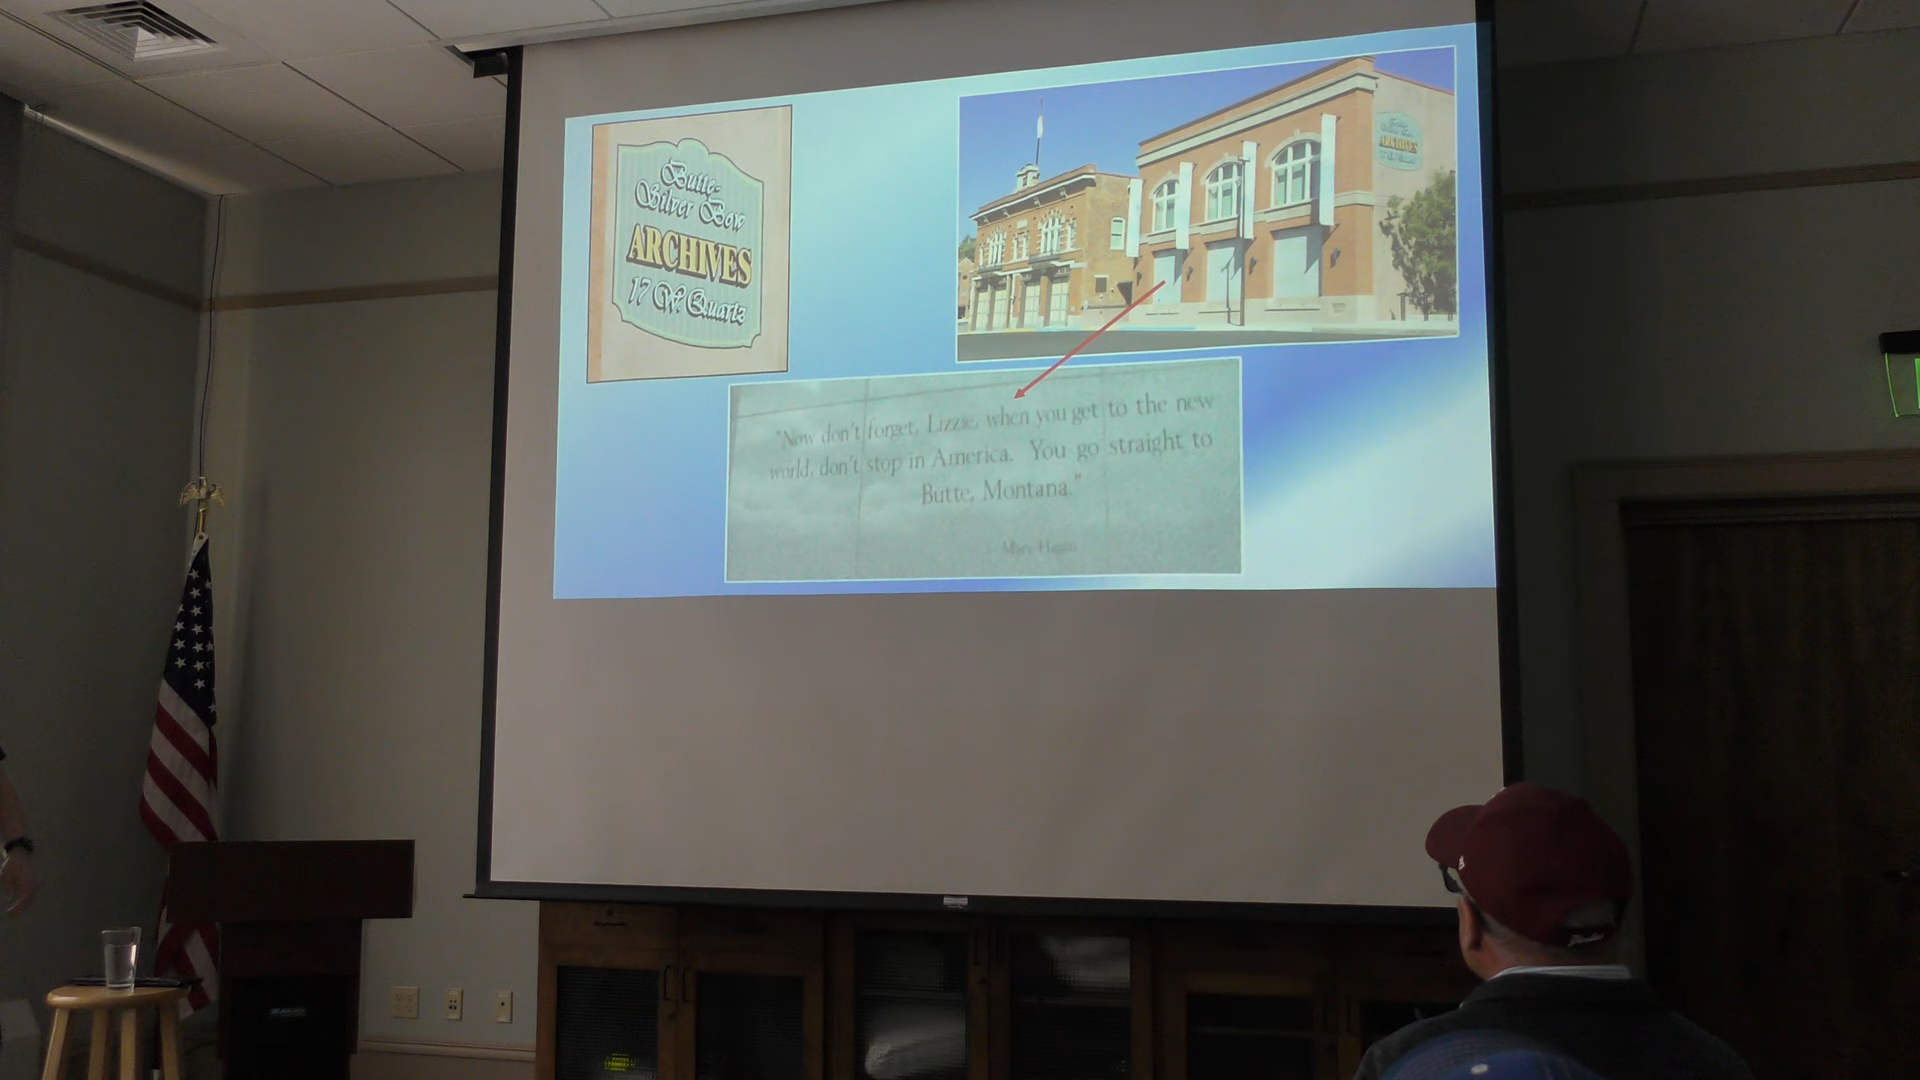 Butte-
Silver Bow
ARCHIVES
17 W. Quartz
ARCHIVES
"Now don't forget, Lizzie, when you get to the new
world, don't stop in America. You go straight to
Butte, Montana."